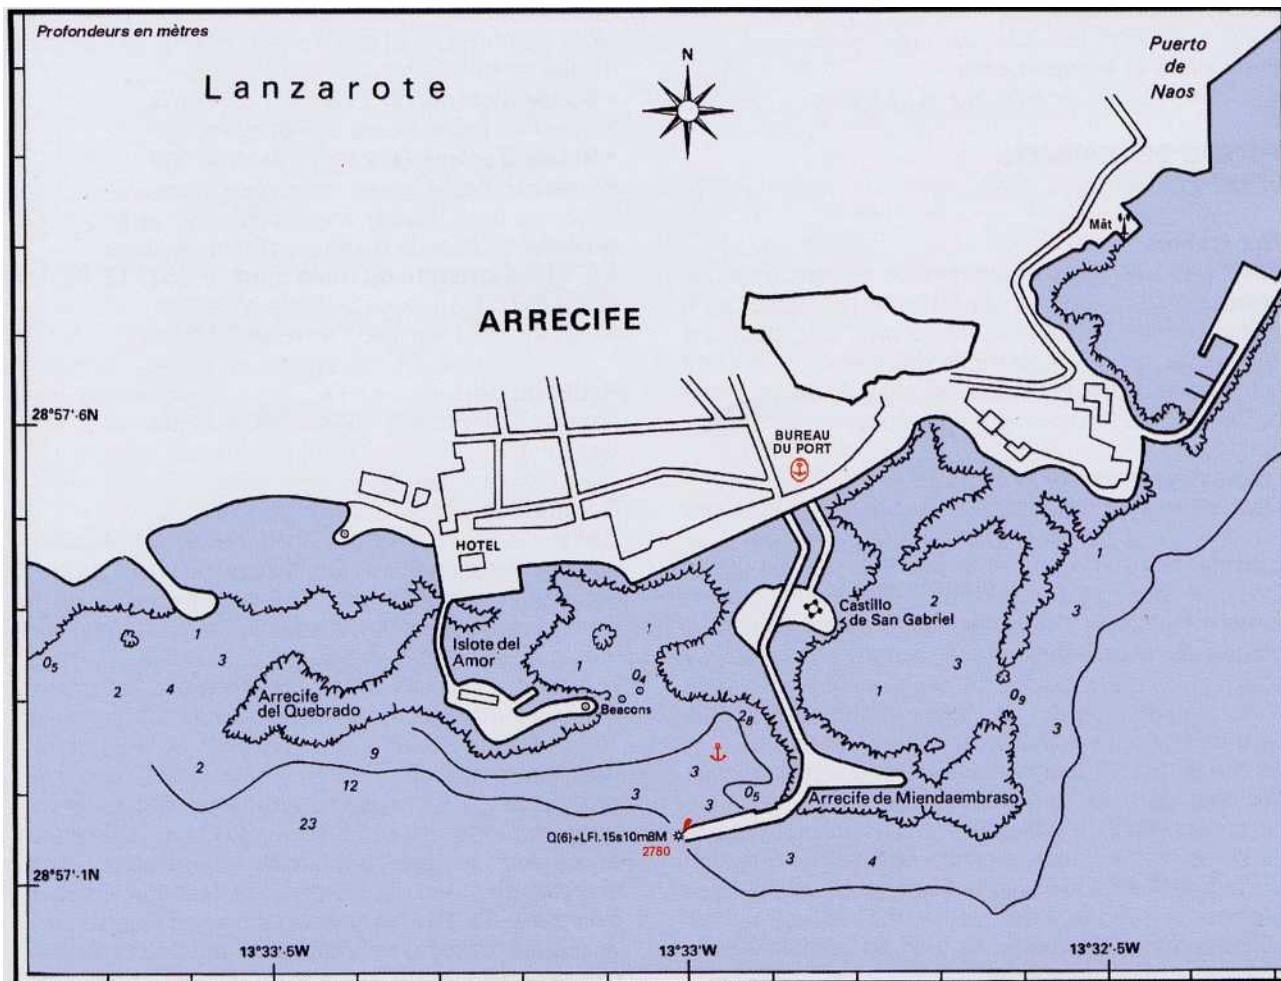 Profondeurs en mètres
Lanzarote
N
Puerto
de
Naos
Mât
ARRECIFE
28°57'·6N
BUREAU
DU PORT
HOTEL
Castillo
de San Gabriel
Islote del
Amor
Arrecife
del Quebrado
Beacons
1
3
0₅
2
4
9
2
12
23
1
1
0₄
2₈
3
3
3
0₅
2
3
1
3
1
0₉
3
3
4
Arrecife de Miendaembraso
Q(6)+LFl.15s10m8M
2780
28°57'·1N
13°33'·5W
13°33'W
13°32'·5W